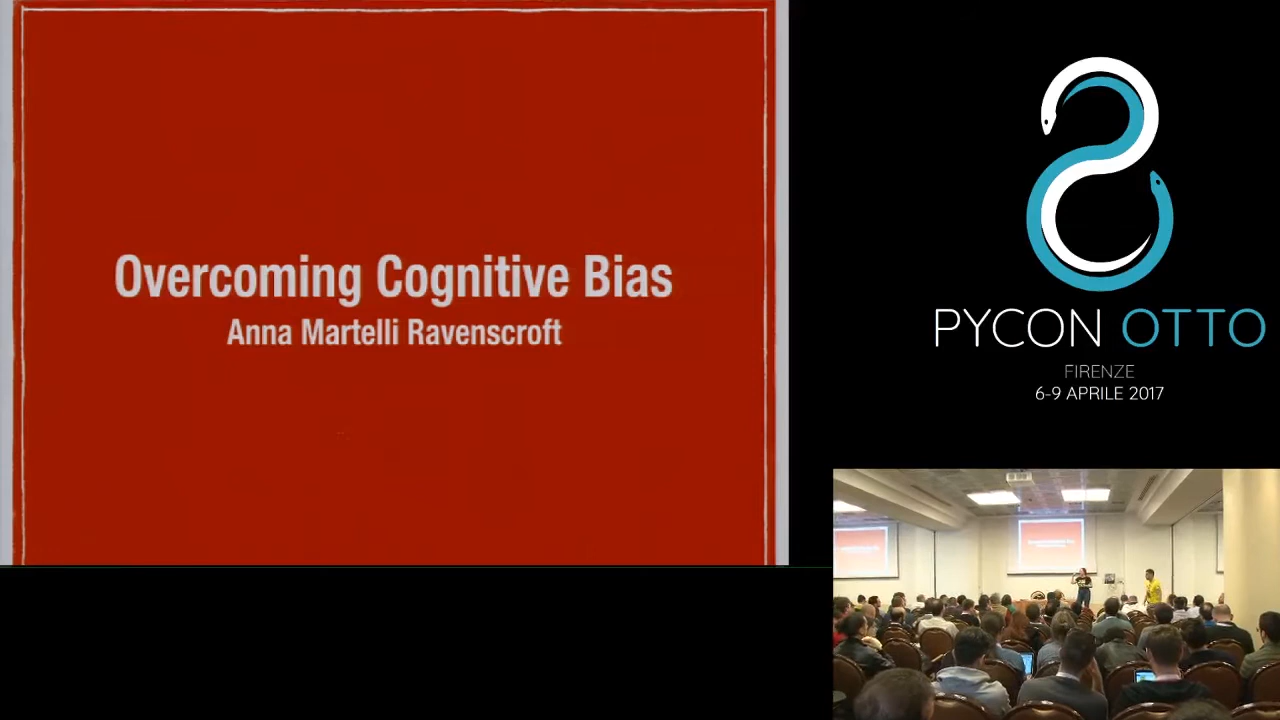 Overcoming Cognitive Bias
Anna Martelli Ravenscroft
PYCON OTTO
FIRENZE
6-9 APRILE 2017